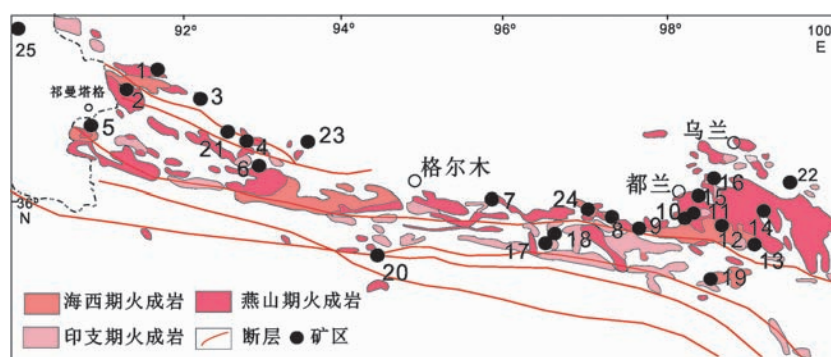 92 94 96 98 100
E
25
1
祁曼塔格
2 3
5
21 4 23
乌兰
6
格尔木
都兰
16 22
36°
N
7 24 10 15 11
8 9 12 14
17 18 13
20
19
海西期火成岩 燕山期火成岩
印支期火成岩 断层 矿区